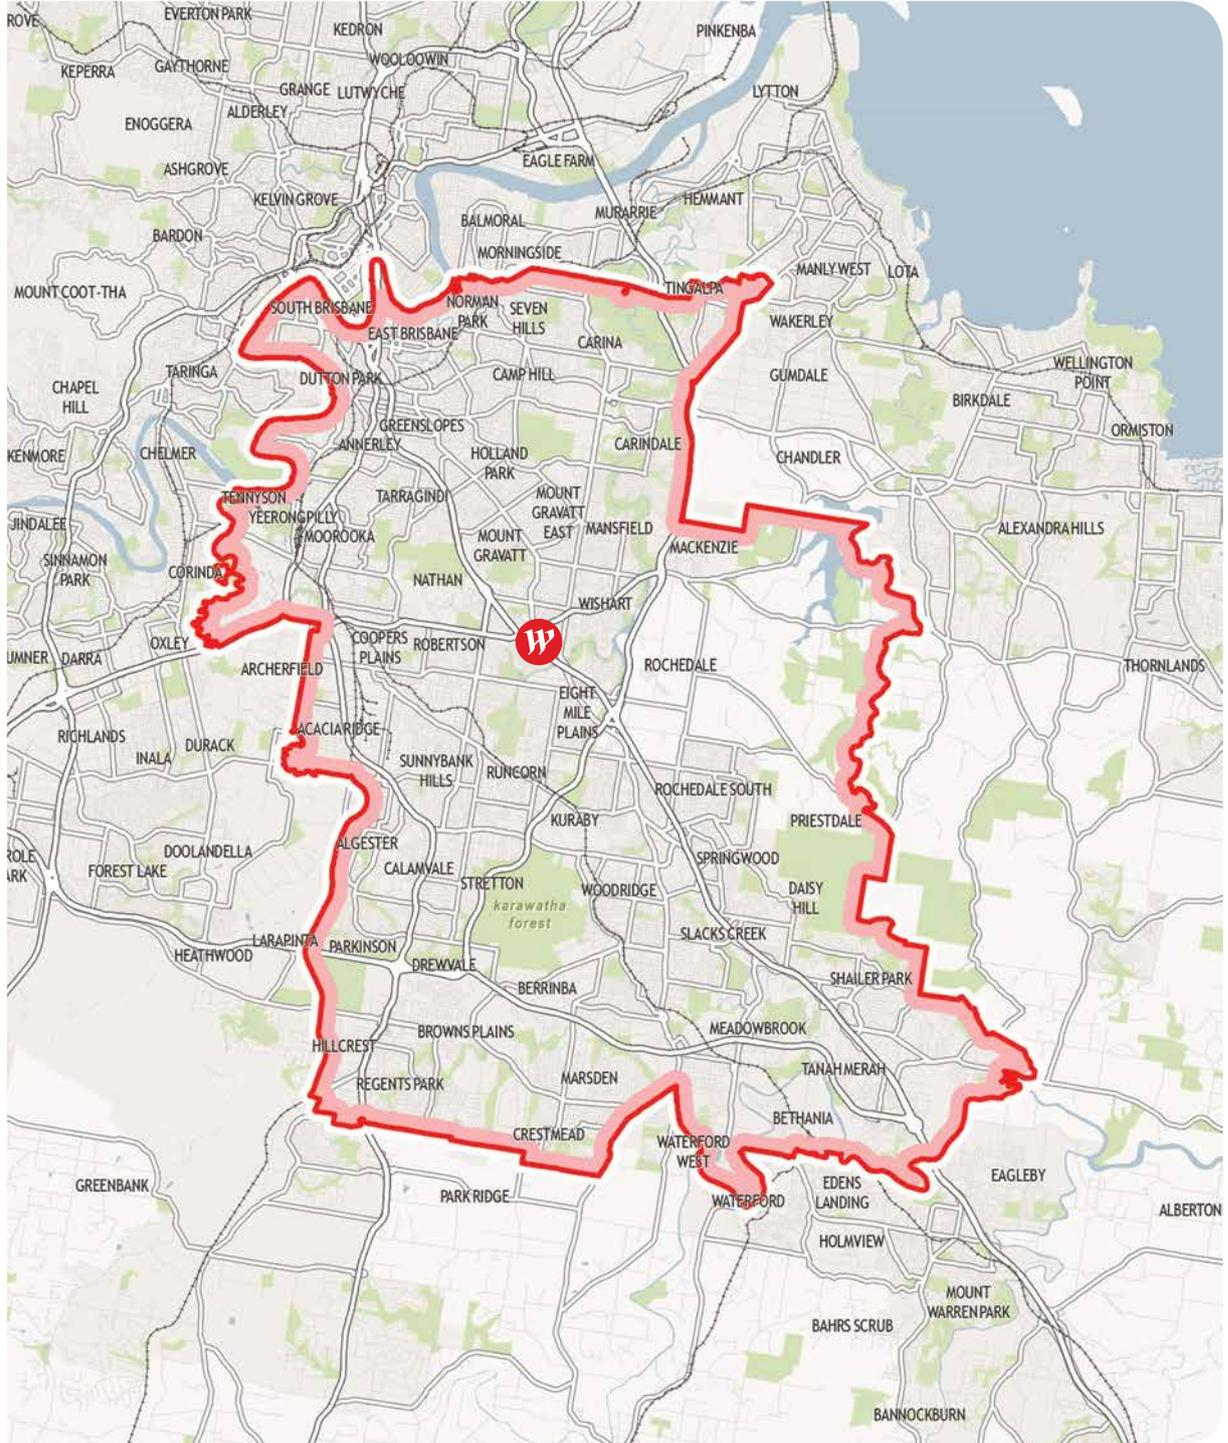 ROVE
EVERTON PARK
KEDRON
PINKENBA
KEPERRA
GAYTHORNE
WOOLOOWIN
GRANGE
LUTWYCHE
LYTTON
ALDERLEY
ENOGGERA
ASHGROVE
EAGLE FARM
KELVIN GROVE
HEMMANT
BALMORAL
MURARRIE
BARDON
MORNINGSIDE
MANLY WEST
LOTA
MOUNT COOT-THA
TINGALPA
SOUTH BRISBANE
NORMAN
PARK
SEVEN
HILLS
WAKERLEY
EAST BRISBANE
CARINA
WELLINGTON
POINT
TARINGA
DUTTON PARK
CAMP HILL
GUMDALE
CHAPEL
HILL
BIRKDALE
GREENSLOPES
ORMISTON
KENMORE
CHELMER
ANNERLEY
HOLLAND
PARK
CARINDALE
CHANDLER
TENNYSON
TARRAGINDI
MOUNT
GRAVATT
EAST
YEERONGPILLY
JINDALEE
MOOROOKA
MANSFIELD
ALEXANDRA HILLS
MOUNT
GRAVATT
MACKENZIE
SINNAMON
PARK
CORINDA
NATHAN
WISHART
OXLEY
COOPERS
PLAINS
ROBERTSON
W
UMNER
DARRA
ARCHERFIELD
ROCHEDALE
THORNLANDS
EIGHT
MILE
PLAINS
RICHLANDS
ACACIA RIDGE
DURACK
INALA
SUNNYBANK
HILLS
RUNCORN
ROCHEDALE SOUTH
KURABY
PRIESTDALE
ALGESTER
DOOLANDELLA
ROLE
ARK
SPRINGWOOD
FOREST LAKE
CALAMVALE
STRETTON
WOODRIDGE
DAISY
HILL
karawatha
forest
SLACKS CREEK
LARAPINTA
PARKINSON
HEATHWOOD
DREWVALE
SHAILER PARK
BERRINBA
BROWNS PLAINS
MEADOWBROOK
HILLCREST
TANAH MERAH
REGENTS PARK
MARSDEN
BETHANIA
CRESTMEAD
WATERFORD
WEST
GREENBANK
PARK RIDGE
WATERFORD
EDENS
LANDING
EAGLEBY
ALBERTON
HOLMVIEW
MOUNT
WARREN PARK
BAHRS SCRUB
BANNOCKBURN